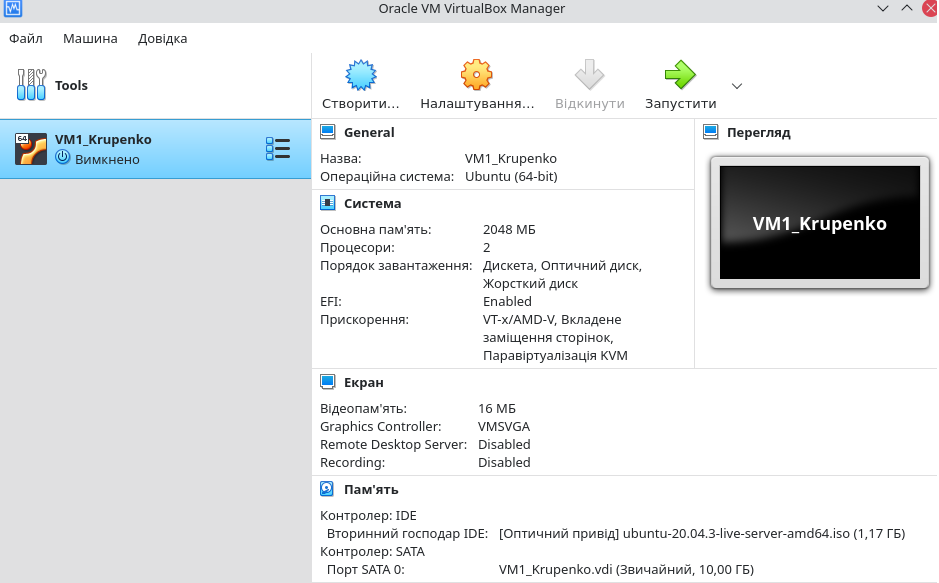 Oracle VM VirtualBox Manager
Файл Машина Довідка
Tools
Створити... Налаштування... Відкинути Запустити
64
VM1_Krupenko
Вимкнено
General
Назва: VM1_Krupenko
Операційна система: Ubuntu (64-bit)
Перегляд
VM1_Krupenko
Система
Основна пам'ять: 2048 МБ
Процесори: 2
Порядок завантаження: Дискета, Оптичний диск,
Жорсткий диск
EFI: Enabled
Прискорення: VT-x/AMD-V, Вкладене
заміщення сторінок,
Паравіртуалізація KVM
Екран
Відеопам'ять: 16 МБ
Graphics Controller: VMSVGA
Remote Desktop Server: Disabled
Recording: Disabled
Пам'ять
Контролер: IDE
Вторинний господар IDE: [Оптичний привід] ubuntu-20.04.3-live-server-amd64.iso (1,17 ГБ)
Контролер: SATA
Порт SATA 0: VM1_Krupenko.vdi (Звичайний, 10,00 ГБ)